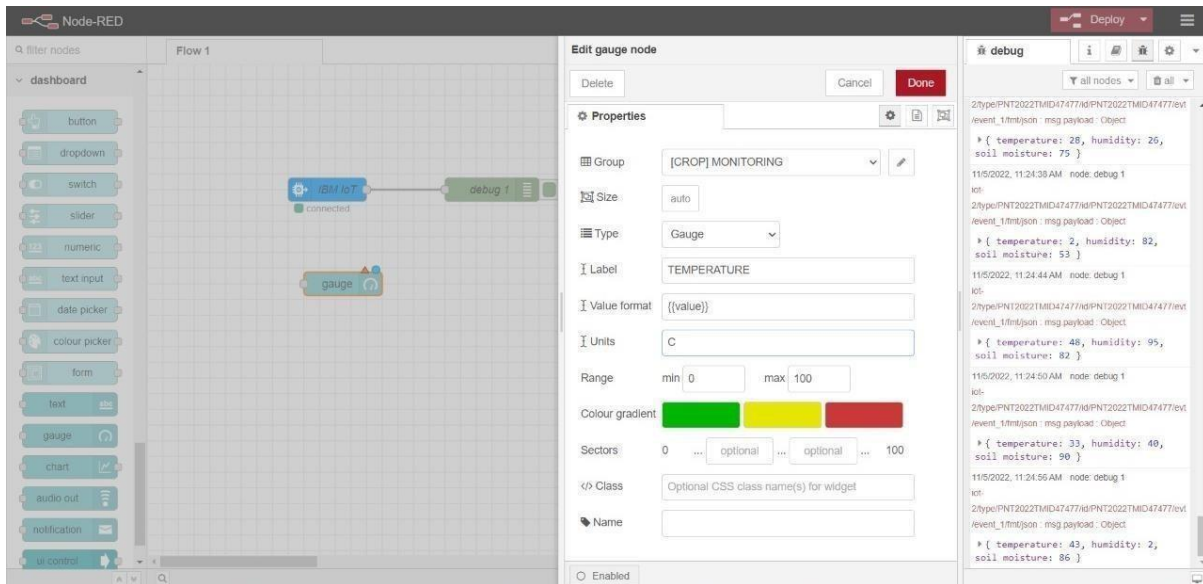 Node-RED
Deploy
filter nodes
dashboard
button
dropdown
switch
slider
numeric
text input
date picker
colour picker
form
text
gauge
chart
audio out
notification
ui control
Flow 1
IBM IoT
connected
debug 1
gauge
Edit gauge node
Delete
Cancel
Done
Properties
Group [CROP] MONITORING
Size auto
Type Gauge
Label TEMPERATURE
Value format {{value}}
Units C
Range min 0 max 100
Colour gradient
Sectors 0 ... optional ... optional ... 100
</> Class Optional CSS class name(s) for widget
Name
Enabled
debug
all nodes all
2/type/PNT2022TMID47477/id/PNT2022TMID47477/evt
/event_1/fmt/json : msg.payload : Object
{ temperature: 28, humidity: 26,
soil moisture: 75 }
11/5/2022, 11:24:38 AM node: debug 1
iot-
2/type/PNT2022TMID47477/id/PNT2022TMID47477/evt
/event_1/fmt/json : msg.payload : Object
{ temperature: 2, humidity: 82,
soil moisture: 53 }
11/5/2022, 11:24:44 AM node: debug 1
iot-
2/type/PNT2022TMID47477/id/PNT2022TMID47477/evt
/event_1/fmt/json : msg.payload : Object
{ temperature: 48, humidity: 95,
soil moisture: 82 }
11/5/2022, 11:24:50 AM node: debug 1
iot-
2/type/PNT2022TMID47477/id/PNT2022TMID47477/evt
/event_1/fmt/json : msg.payload : Object
{ temperature: 33, humidity: 40,
soil moisture: 90 }
11/5/2022, 11:24:56 AM node: debug 1
iot-
2/type/PNT2022TMID47477/id/PNT2022TMID47477/evt
/event_1/fmt/json : msg.payload : Object
{ temperature: 43, humidity: 2,
soil moisture: 86 }